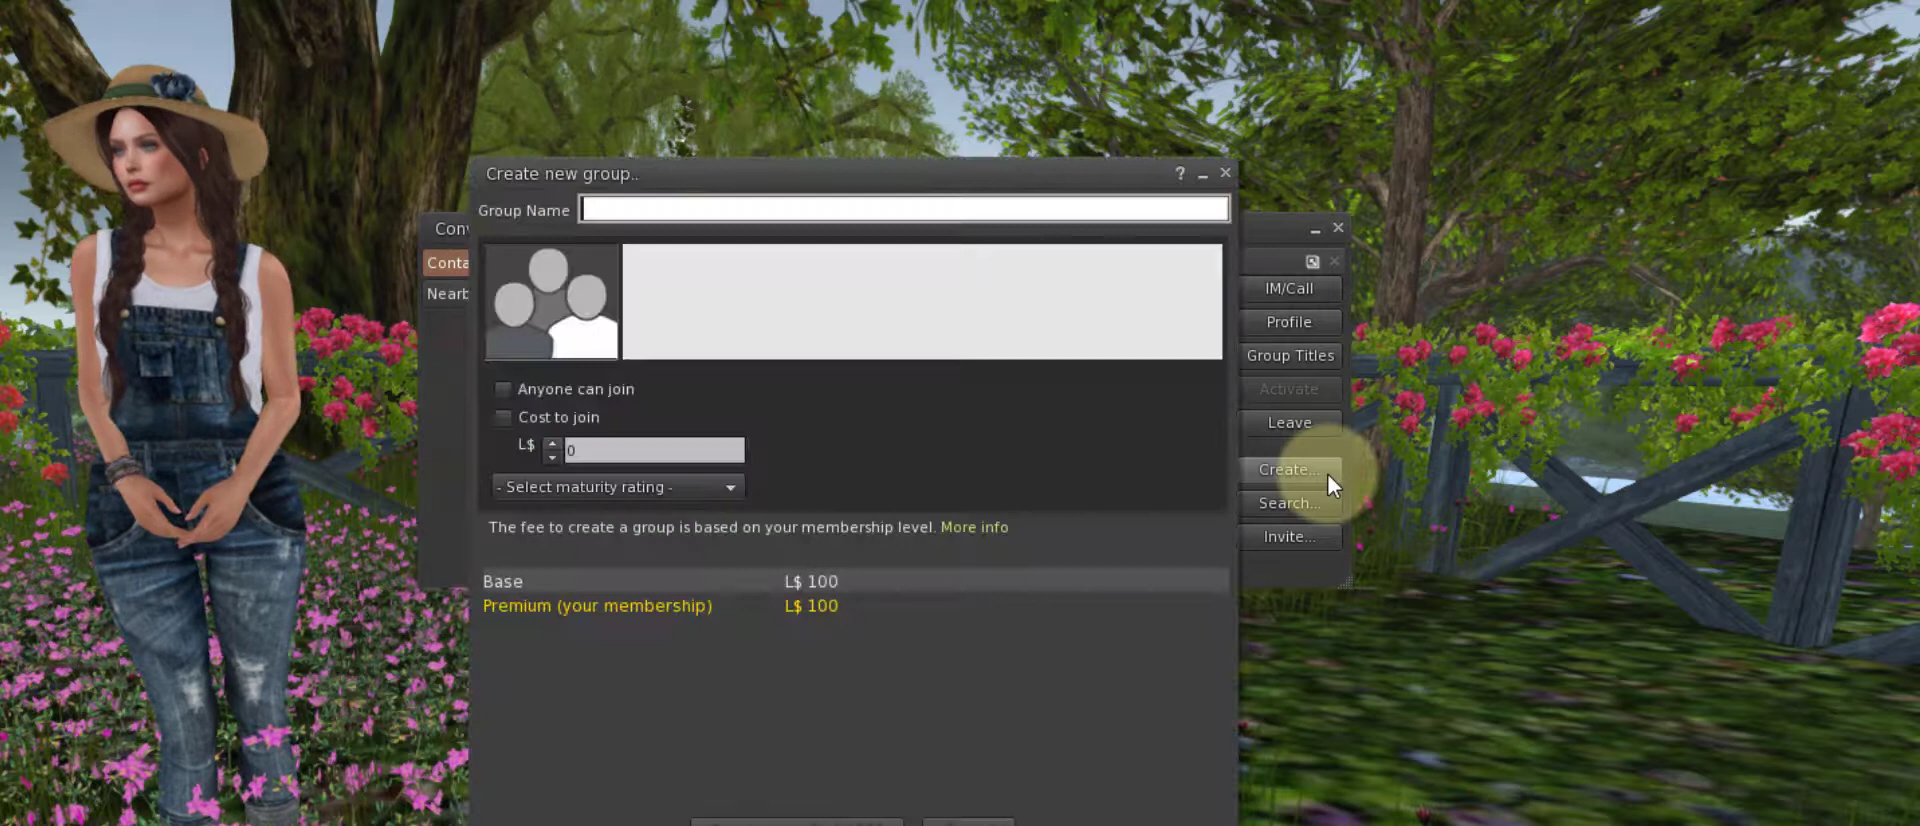 Create new group..
?
Group Name
Con
Conta
Nearb
IM/Call
Profile
Group Titles
Anyone can join
Activate
Cost to join
Leave
L$ 0
Create...
- Select maturity rating -
Search...
The fee to create a group is based on your membership level. More info
Invite...
Base L$ 100
Premium (your membership) L$ 100